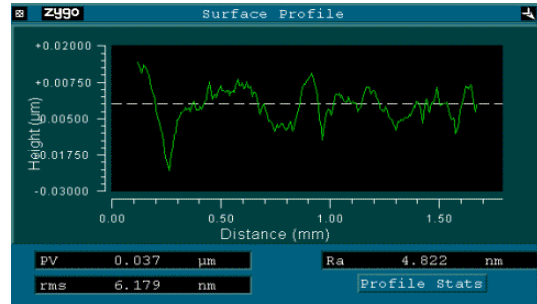 zygo Surface Profile
+0.02000
+0.00750
-0.00500
-0.01750
-0.03000
Height (µm)
0.00 0.50 1.00 1.50
Distance (mm)
PV 0.037 µm
Ra 4.822 nm
rms 6.179 nm
Profile Stats